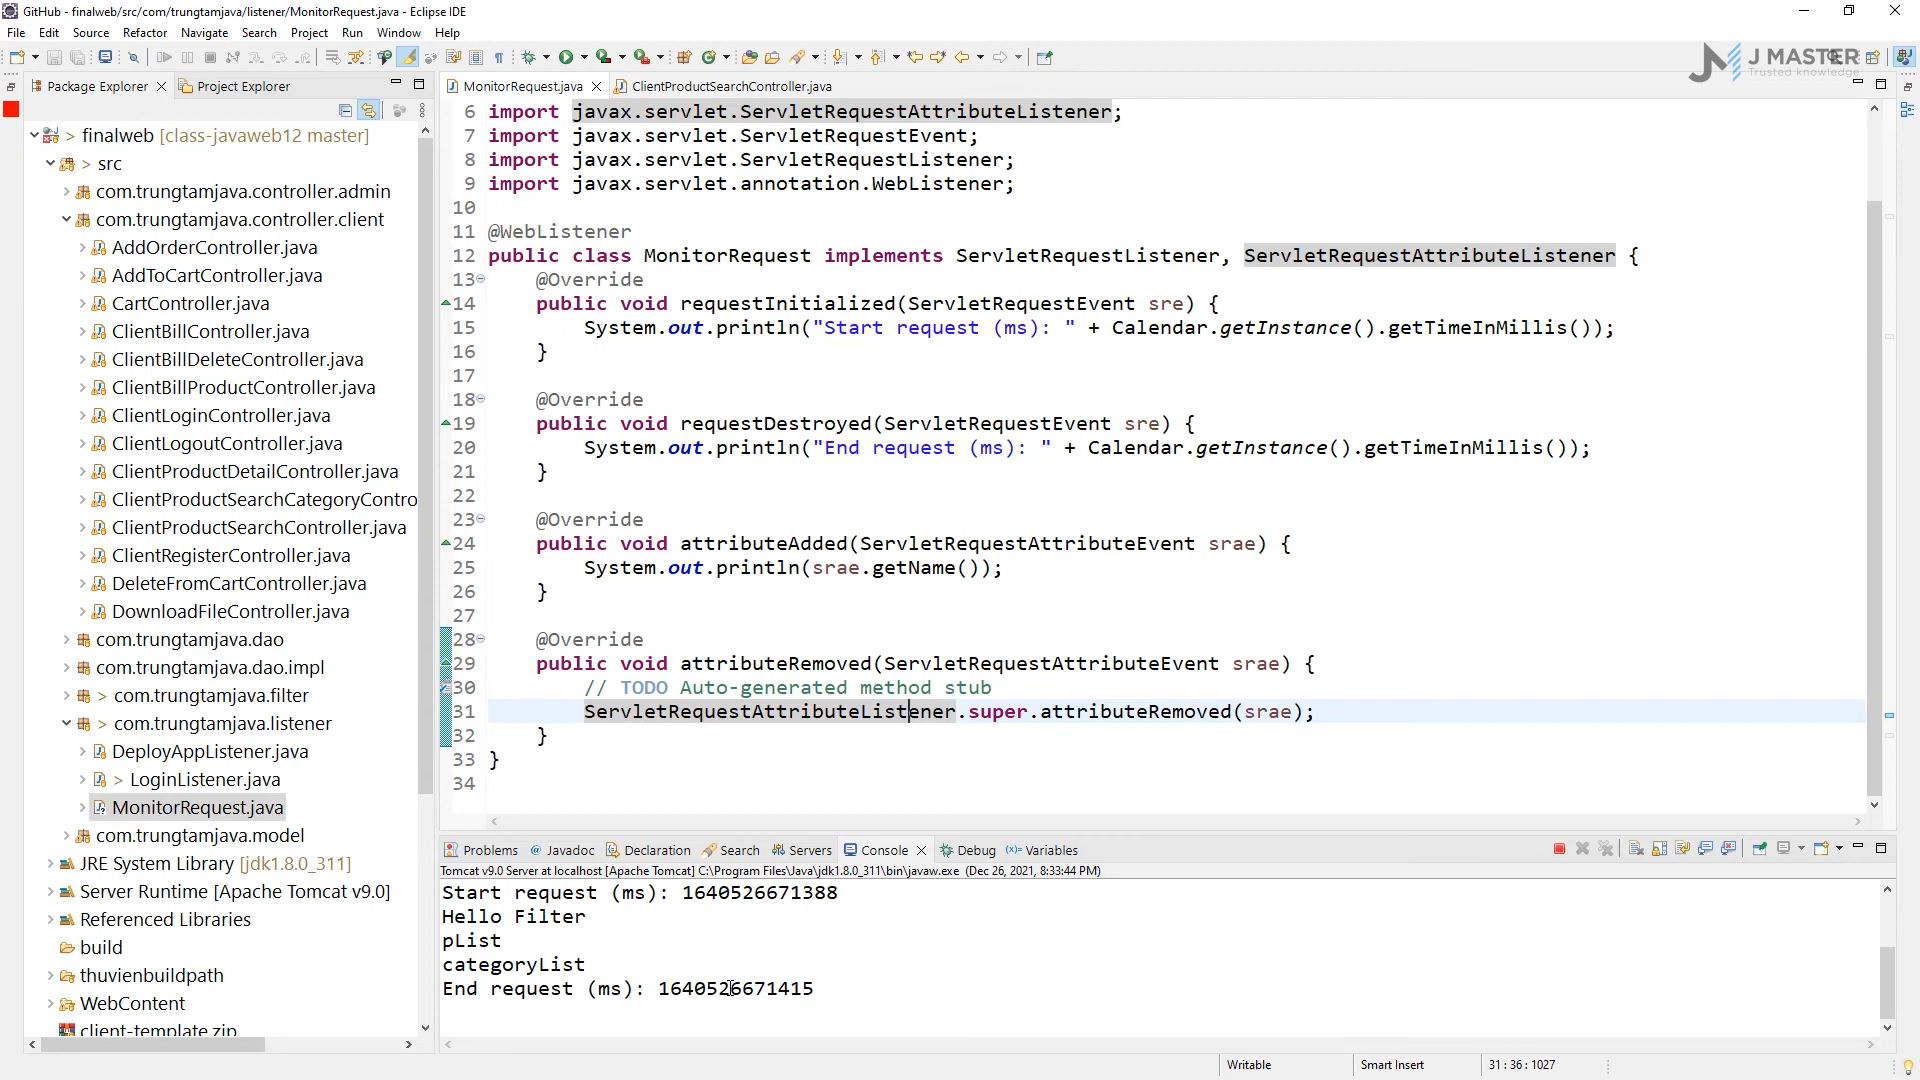 GitHub - finalweb/src/com/trungtamjava/listener/MonitorRequest.java - Eclipse IDE
File Edit Source Refactor Navigate Search Project Run Window Help
J MASTER
Trusted knowledge
Package Explorer Project Explorer
MonitorRequest.java ClientProductSearchController.java
> finalweb [class-javaweb12 master]
> src
com.trungtamjava.controller.admin
com.trungtamjava.controller.client
AddOrderController.java
AddToCartController.java
CartController.java
ClientBillController.java
ClientBillDeleteController.java
ClientBillProductController.java
ClientLoginController.java
ClientLogoutController.java
ClientProductDetailController.java
ClientProductSearchCategoryContro
ClientProductSearchController.java
ClientRegisterController.java
DeleteFromCartController.java
DownloadFileController.java
com.trungtamjava.dao
com.trungtamjava.dao.impl
> com.trungtamjava.filter
> com.trungtamjava.listener
DeployAppListener.java
> LoginListener.java
MonitorRequest.java
com.trungtamjava.model
JRE System Library [jdk1.8.0_311]
Server Runtime [Apache Tomcat v9.0]
Referenced Libraries
build
thuvienbuildpath
WebContent
client-template.zip
6 import javax.servlet.ServletRequestAttributeListener;
7 import javax.servlet.ServletRequestEvent;
8 import javax.servlet.ServletRequestListener;
9 import javax.servlet.annotation.WebListener;
10
11 @WebListener
12 public class MonitorRequest implements ServletRequestListener, ServletRequestAttributeListener {
13 @Override
14 public void requestInitialized(ServletRequestEvent sre) {
15 System.out.println("Start request (ms): " + Calendar.getInstance().getTimeInMillis());
16 }
17
18 @Override
19 public void requestDestroyed(ServletRequestEvent sre) {
20 System.out.println("End request (ms): " + Calendar.getInstance().getTimeInMillis());
21 }
22
23 @Override
24 public void attributeAdded(ServletRequestAttributeEvent srae) {
25 System.out.println(srae.getName());
26 }
27
28 @Override
29 public void attributeRemoved(ServletRequestAttributeEvent srae) {
30 // TODO Auto-generated method stub
31 ServletRequestAttributeListener.super.attributeRemoved(srae);
32 }
33 }
34
Problems @ Javadoc Declaration Search Servers Console Debug (x)= Variables
Tomcat v9.0 Server at localhost [Apache Tomcat] C:\Program Files\Java\jdk1.8.0_311\bin\javaw.exe (Dec 26, 2021, 8:33:44 PM)
Start request (ms): 1640526671388
Hello Filter
pList
categoryList
End request (ms): 1640526671415
Writable Smart Insert 31 : 36 : 1027